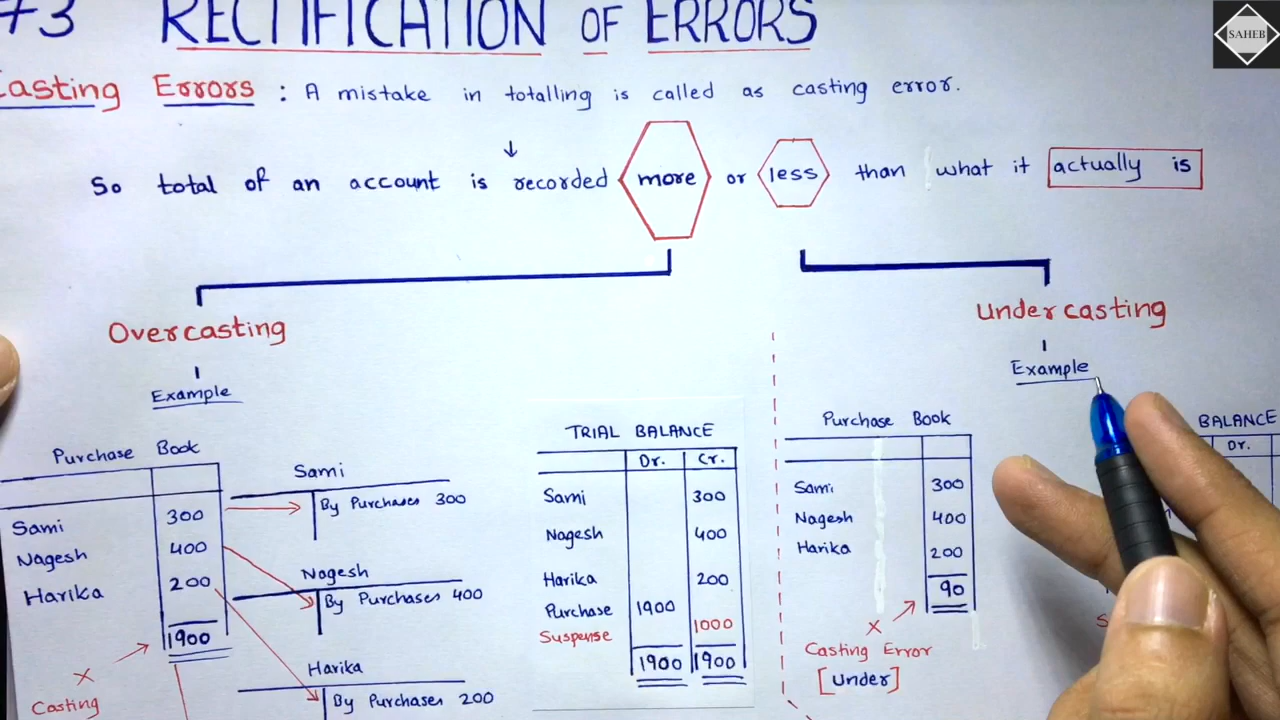 #3 RECTIFICATION OF ERRORS
SAHEB
Casting Errors : A mistake in totalling is called as casting error.
So total of an account is recorded more or less than what it actually is
Overcasting
Example
Purchase Book
Sami 300
Nagesh 400
Harika 200
1900
Casting
Sami
By Purchases 300
Nagesh
By Purchases 400
Harika
By Purchases 200
TRIAL BALANCE
Dr. Cr.
Sami 300
Nagesh 400
Harika 200
Purchase 1900
Suspense 1000
1900 1900
Undercasting
Example
Purchase Book
Sami 300
Nagesh 400
Harika 200
90
Casting Error
[Under]
BALANCE
Dr.